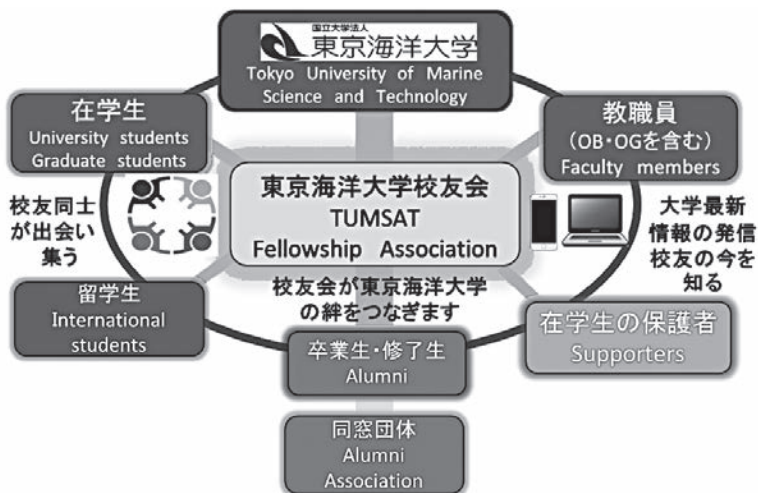 国立大学法人
東京海洋大学
Tokyo University of Marine
Science and Technology
在学生
University students
Graduate students
教職員
（OB・OGを含む）
Faculty members
東京海洋大学校友会
TUMSAT
Fellowship Association
校友同士
が出会い
集う
大学最新
情報の発信
校友の今を
知る
校友会が東京海洋大学
の絆をつなぎます
留学生
International
students
卒業生・修了生
Alumni
在学生の保護者
Supporters
同窓団体
Alumni
Association